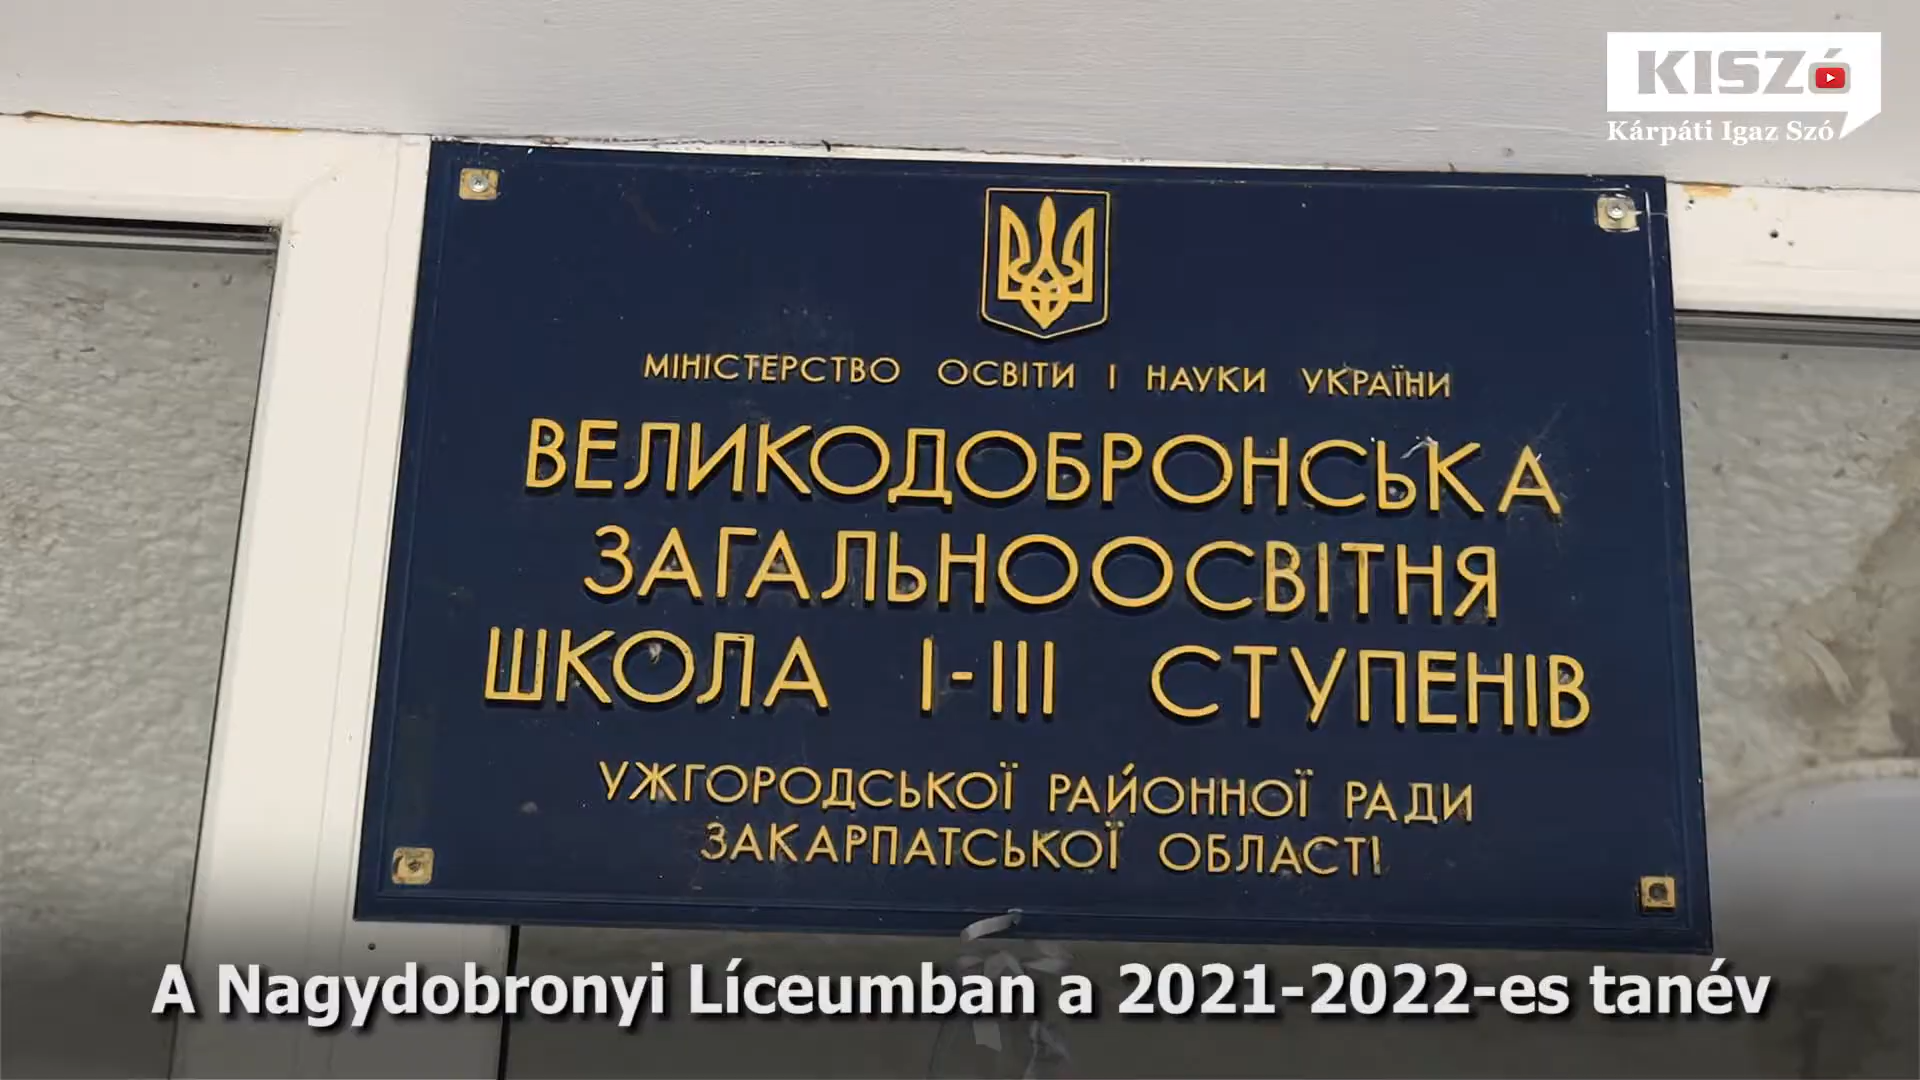 KISZó
Kárpáti Igaz Szó
МІНІСТЕРСТВО ОСВІТИ І НАУКИ УКРАЇНИ
ВЕЛИКОДОБРОНСЬКА
ЗАГАЛЬНООСВІТНЯ
ШКОЛА І-ІІІ СТУПЕНІВ
УЖГОРОДСЬКОЇ РАЙОННОЇ РАДИ
ЗАКАРПАТСЬКОЇ ОБЛАСТІ
A Nagydobronyi Líceumban a 2021-2022-es tanév